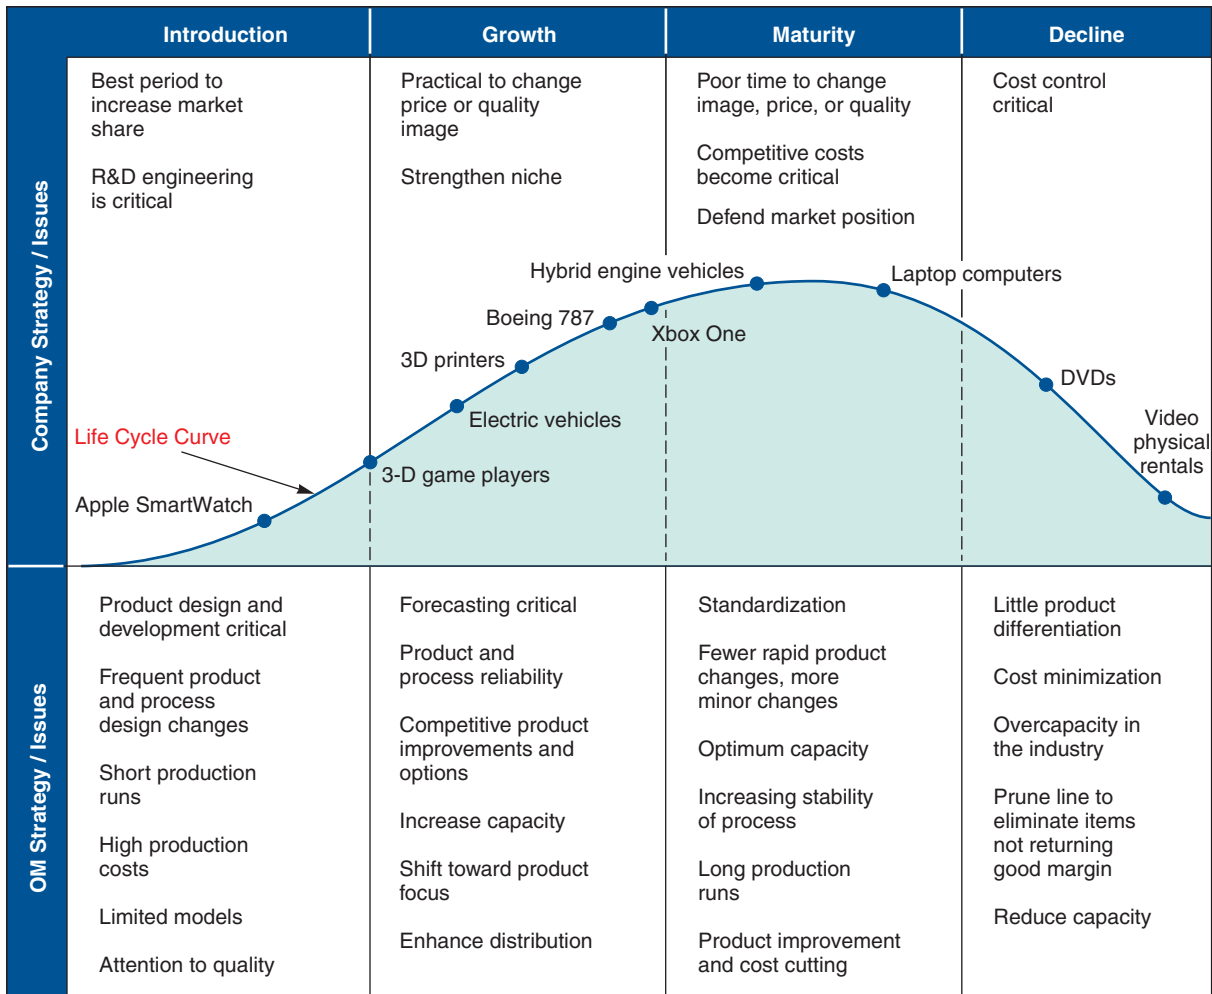 Introduction
Growth
Maturity
Decline
Company Strategy / Issues
Best period to
increase market
share
R&D engineering
is critical
Practical to change
price or quality
image
Strengthen niche
Poor time to change
image, price, or quality
Competitive costs
become critical
Defend market position
Cost control
critical
Hybrid engine vehicles
Laptop computers
Boeing 787
Xbox One
3D printers
DVDs
Electric vehicles
Video
physical
rentals
Life Cycle Curve
3-D game players
Apple SmartWatch
OM Strategy / Issues
Product design and
development critical
Frequent product
and process
design changes
Short production
runs
High production
costs
Limited models
Attention to quality
Forecasting critical
Product and
process reliability
Competitive product
improvements and
options
Increase capacity
Shift toward product
focus
Enhance distribution
Standardization
Fewer rapid product
changes, more
minor changes
Optimum capacity
Increasing stability
of process
Long production
runs
Product improvement
and cost cutting
Little product
differentiation
Cost minimization
Overcapacity in
the industry
Prune line to
eliminate items
not returning
good margin
Reduce capacity